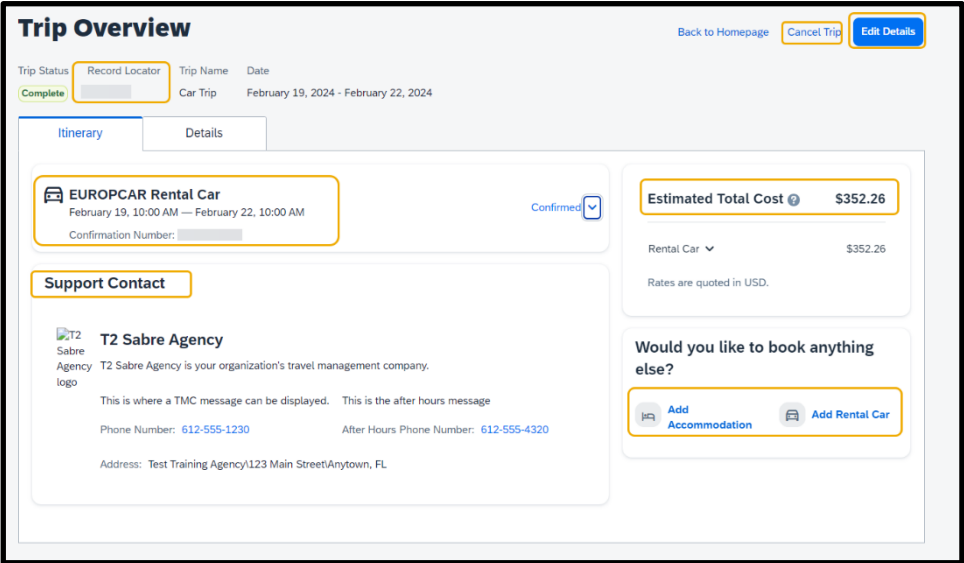 Trip Overview
Back to Homepage
Cancel Trip
Edit Details
Trip Status
Record Locator
Trip Name
Date
Complete
Car Trip
February 19, 2024 - February 22, 2024
Itinerary
Details
EUROPCAR Rental Car
February 19, 10:00 AM — February 22, 10:00 AM
Confirmation Number:
Confirmed
Estimated Total Cost ? $352.26
Rental Car $352.26
Rates are quoted in USD.
Support Contact
T2
Sabre
Agency
logo
T2 Sabre Agency
T2 Sabre Agency is your organization's travel management company.
This is where a TMC message can be displayed.
This is the after hours message
Phone Number: 612-555-1230
After Hours Phone Number: 612-555-4320
Address: Test Training Agency\123 Main Street\Anytown, FL
Would you like to book anything
else?
Add
Accommodation
Add Rental Car